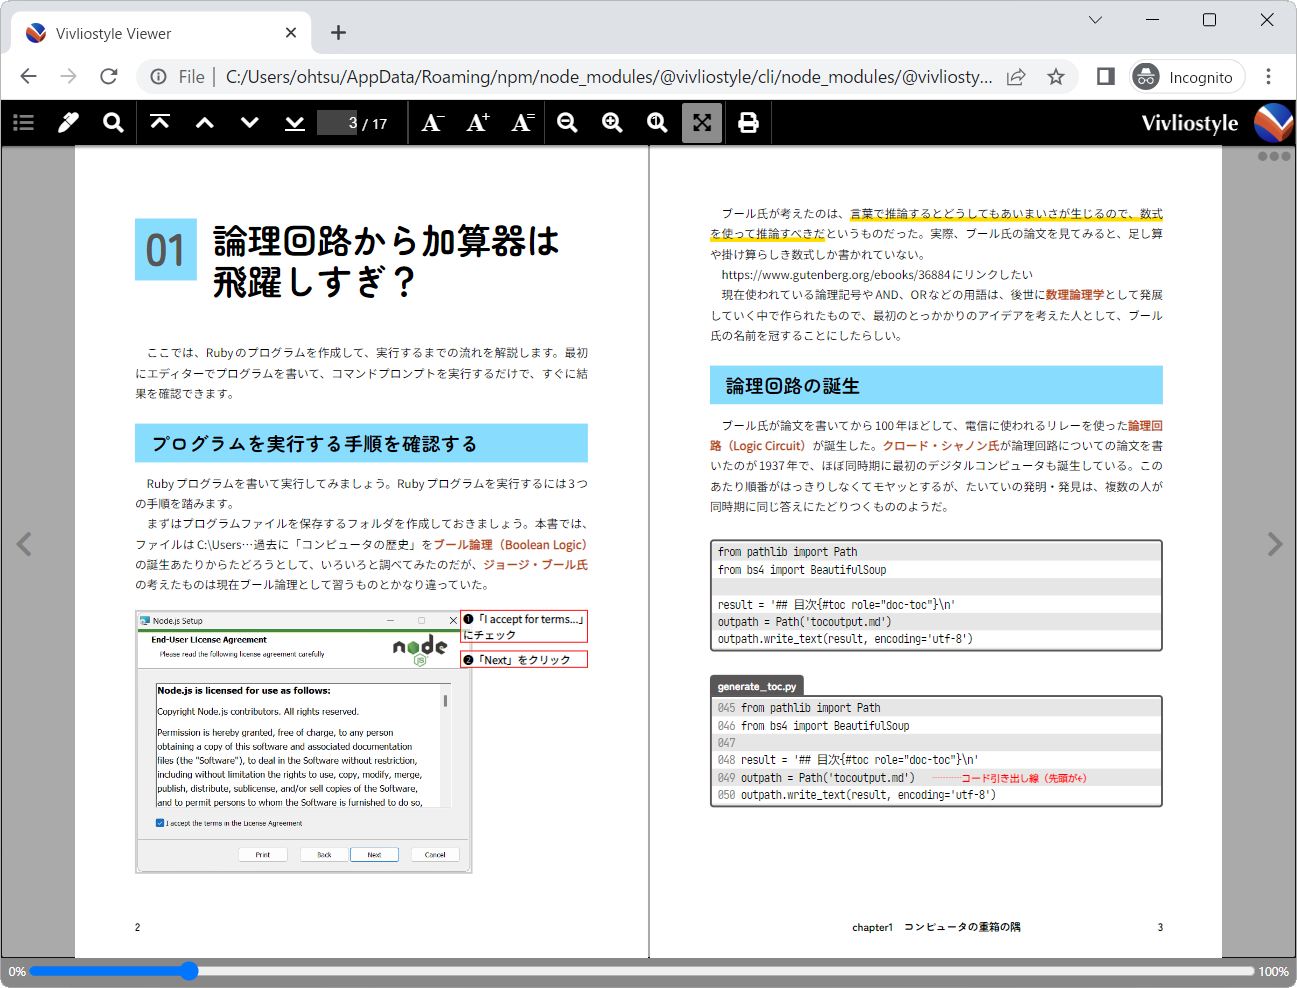 Vivliostyle Viewer
File
C:/Users/ohtsu/AppData/Roaming/npm/node_modules/@vivliostyle/cli/node_modules/@vivliosty...
Incognito
3 / 17
A− A+ A=
Vivliostyle
01
論理回路から加算器は
飛躍しすぎ？
ここでは、Rubyのプログラムを作成して、実行するまでの流れを解説します。最初
にエディターでプログラムを書いて、コマンドプロンプトを実行するだけで、すぐに結
果を確認できます。
プログラムを実行する手順を確認する
Rubyプログラムを書いて実行してみましょう。Rubyプログラムを実行するには3つ
の手順を踏みます。
まずはプログラムファイルを保存するフォルダを作成しておきましょう。本書では、
ファイルはC:\Users…過去に「コンピュータの歴史」をブール論理（Boolean Logic）
の誕生あたりからたどろうとして、いろいろと調べてみたのだが、ジョージ・ブール氏
の考えたものは現在ブール論理として習うものとかなり違っていた。
Node.js Setup
End-User License Agreement
Please read the following license agreement carefully
node
JS
Node.js is licensed for use as follows:
Copyright Node.js contributors. All rights reserved.
Permission is hereby granted, free of charge, to any person
obtaining a copy of this software and associated documentation
files (the "Software"), to deal in the Software without restriction,
including without limitation the rights to use, copy, modify, merge,
publish, distribute, sublicense, and/or sell copies of the Software,
and to permit persons to whom the Software is furnished to do so,
I accept the terms in the License Agreement
Print Back Next Cancel
❶「I accept for terms...」
にチェック
❷「Next」をクリック
2
ブール氏が考えたのは、言葉で推論するとどうしてもあいまいさが生じるので、数式
を使って推論すべきだというものだった。実際、ブール氏の論文を見てみると、足し算
や掛け算らしき数式しか書かれていない。
https://www.gutenberg.org/ebooks/36884にリンクしたい
現在使われている論理記号やAND、ORなどの用語は、後世に数理論理学として発展
していく中で作られたもので、最初のとっかかりのアイデアを考えた人として、ブール
氏の名前を冠することにしたらしい。
論理回路の誕生
ブール氏が論文を書いてから100年ほどして、電信に使われるリレーを使った論理回
路（Logic Circuit）が誕生した。クロード・シャノン氏が論理回路についての論文を書
いたのが1937年で、ほぼ同時期に最初のデジタルコンピュータも誕生している。この
あたり順番がはっきりしなくてモヤッとするが、たいていの発明・発見は、複数の人が
同時期に同じ答えにたどりつくもののようだ。
from pathlib import Path
from bs4 import BeautifulSoup
result = '## 目次{#toc role="doc-toc"}\n'
outpath = Path('tocoutput.md')
outpath.write_text(result, encoding='utf-8')
generate_toc.py
045 from pathlib import Path
046 from bs4 import BeautifulSoup
047
048 result = '## 目次{#toc role="doc-toc"}\n'
049 outpath = Path('tocoutput.md') コード引き出し線（先頭が←）
050 outpath.write_text(result, encoding='utf-8')
chapter1 コンピュータの重箱の隅
3
0% 100%